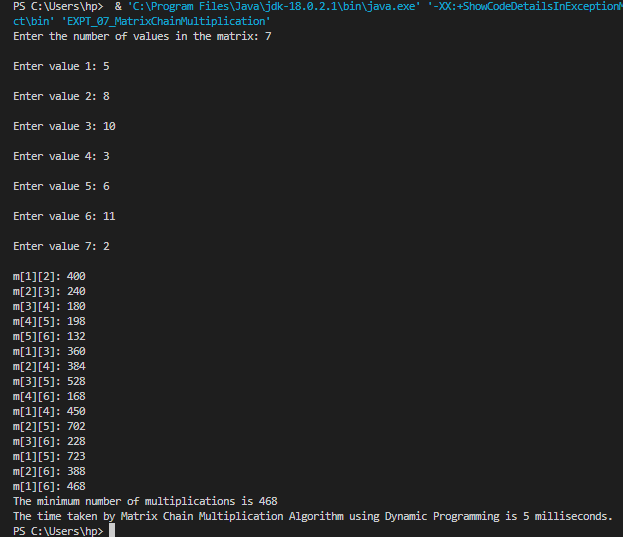 PS C:\Users\hp>  & 'C:\Program Files\Java\jdk-18.0.2.1\bin\java.exe' '-XX:+ShowCodeDetailsInExceptionM
ct\bin' 'EXPT_07_MatrixChainMultiplication'
Enter the number of values in the matrix: 7
Enter value 1: 5
Enter value 2: 8
Enter value 3: 10
Enter value 4: 3
Enter value 5: 6
Enter value 6: 11
Enter value 7: 2
m[1][2]: 400
m[2][3]: 240
m[3][4]: 180
m[4][5]: 198
m[5][6]: 132
m[1][3]: 360
m[2][4]: 384
m[3][5]: 528
m[4][6]: 168
m[1][4]: 450
m[2][5]: 702
m[3][6]: 228
m[1][5]: 723
m[2][6]: 388
m[1][6]: 468
The minimum number of multiplications is 468
The time taken by Matrix Chain Multiplication Algorithm using Dynamic Programming is 5 milliseconds.
PS C:\Users\hp>